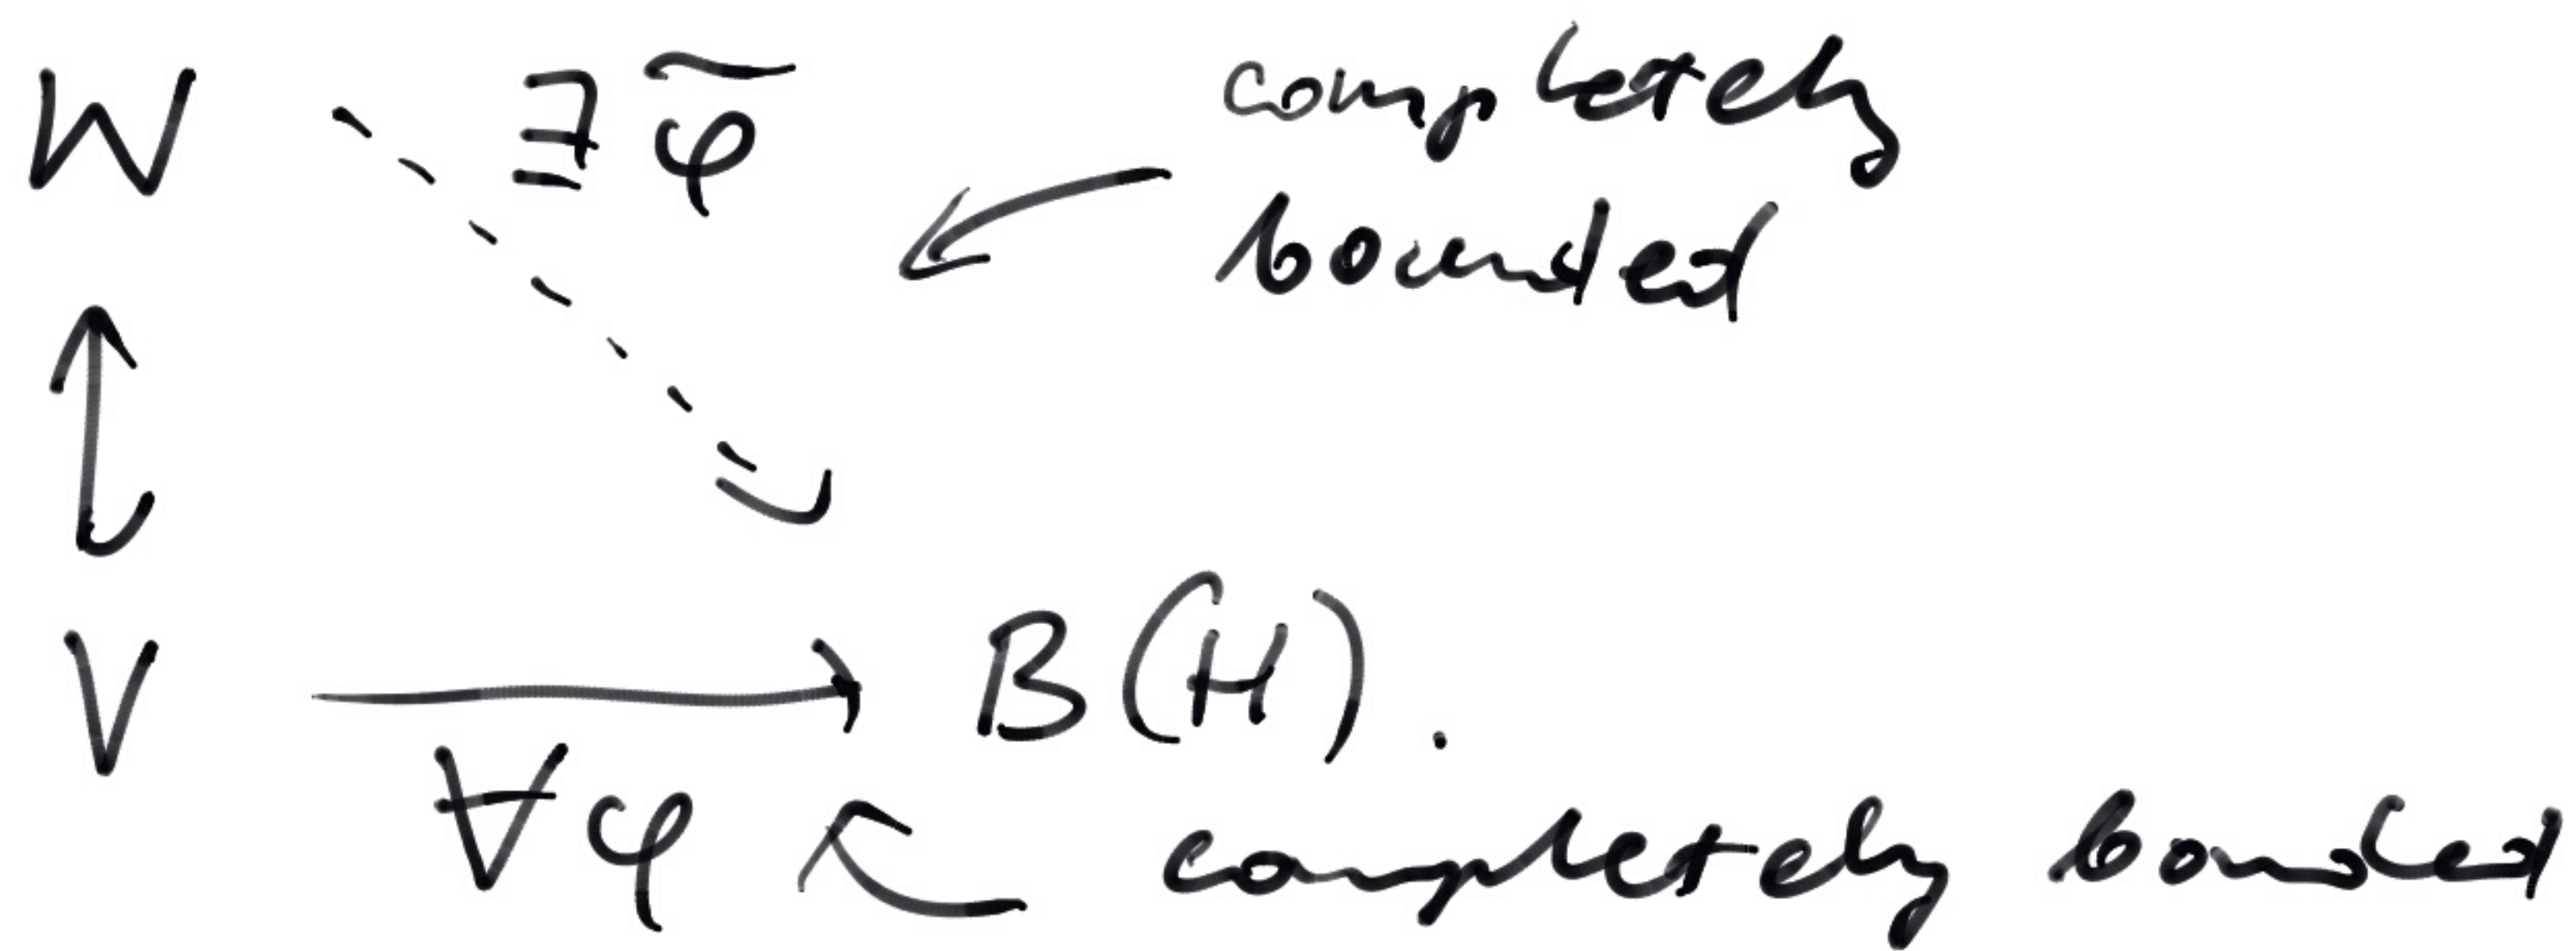 W ∃ φ̃ completely
bounded
V → B(H).
∀φ completely bounded